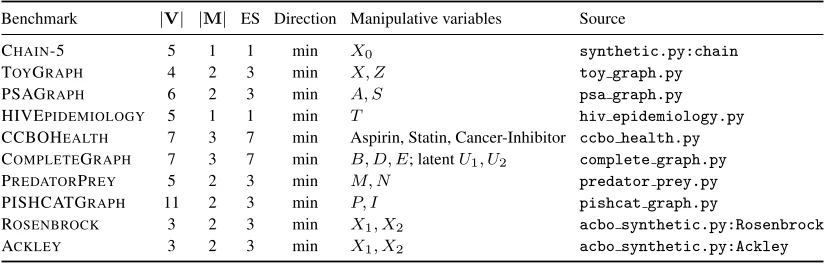 Benchmark |V| |M| ES Direction Manipulative variables Source
CHAIN-5 5 1 1 min X0 synthetic.py:chain
TOYGRAPH 4 2 3 min X, Z toy_graph.py
PSAGRAPH 6 2 3 min A, S psa_graph.py
HIVEPIDEMIOLOGY 5 1 1 min T hiv_epidemiology.py
CCBOHEALTH 7 3 7 min Aspirin, Statin, Cancer-Inhibitor ccbo_health.py
COMPLETEGRAPH 7 3 7 min B, D, E; latent U1, U2 complete_graph.py
PREDATORPREY 5 2 3 min M, N predator_prey.py
PISHCATGRAPH 11 2 3 min P, I pishcat_graph.py
ROSENBROCK 3 2 3 min X1, X2 acbo_synthetic.py:Rosenbrock
ACKLEY 3 2 3 min X1, X2 acbo_synthetic.py:Ackley